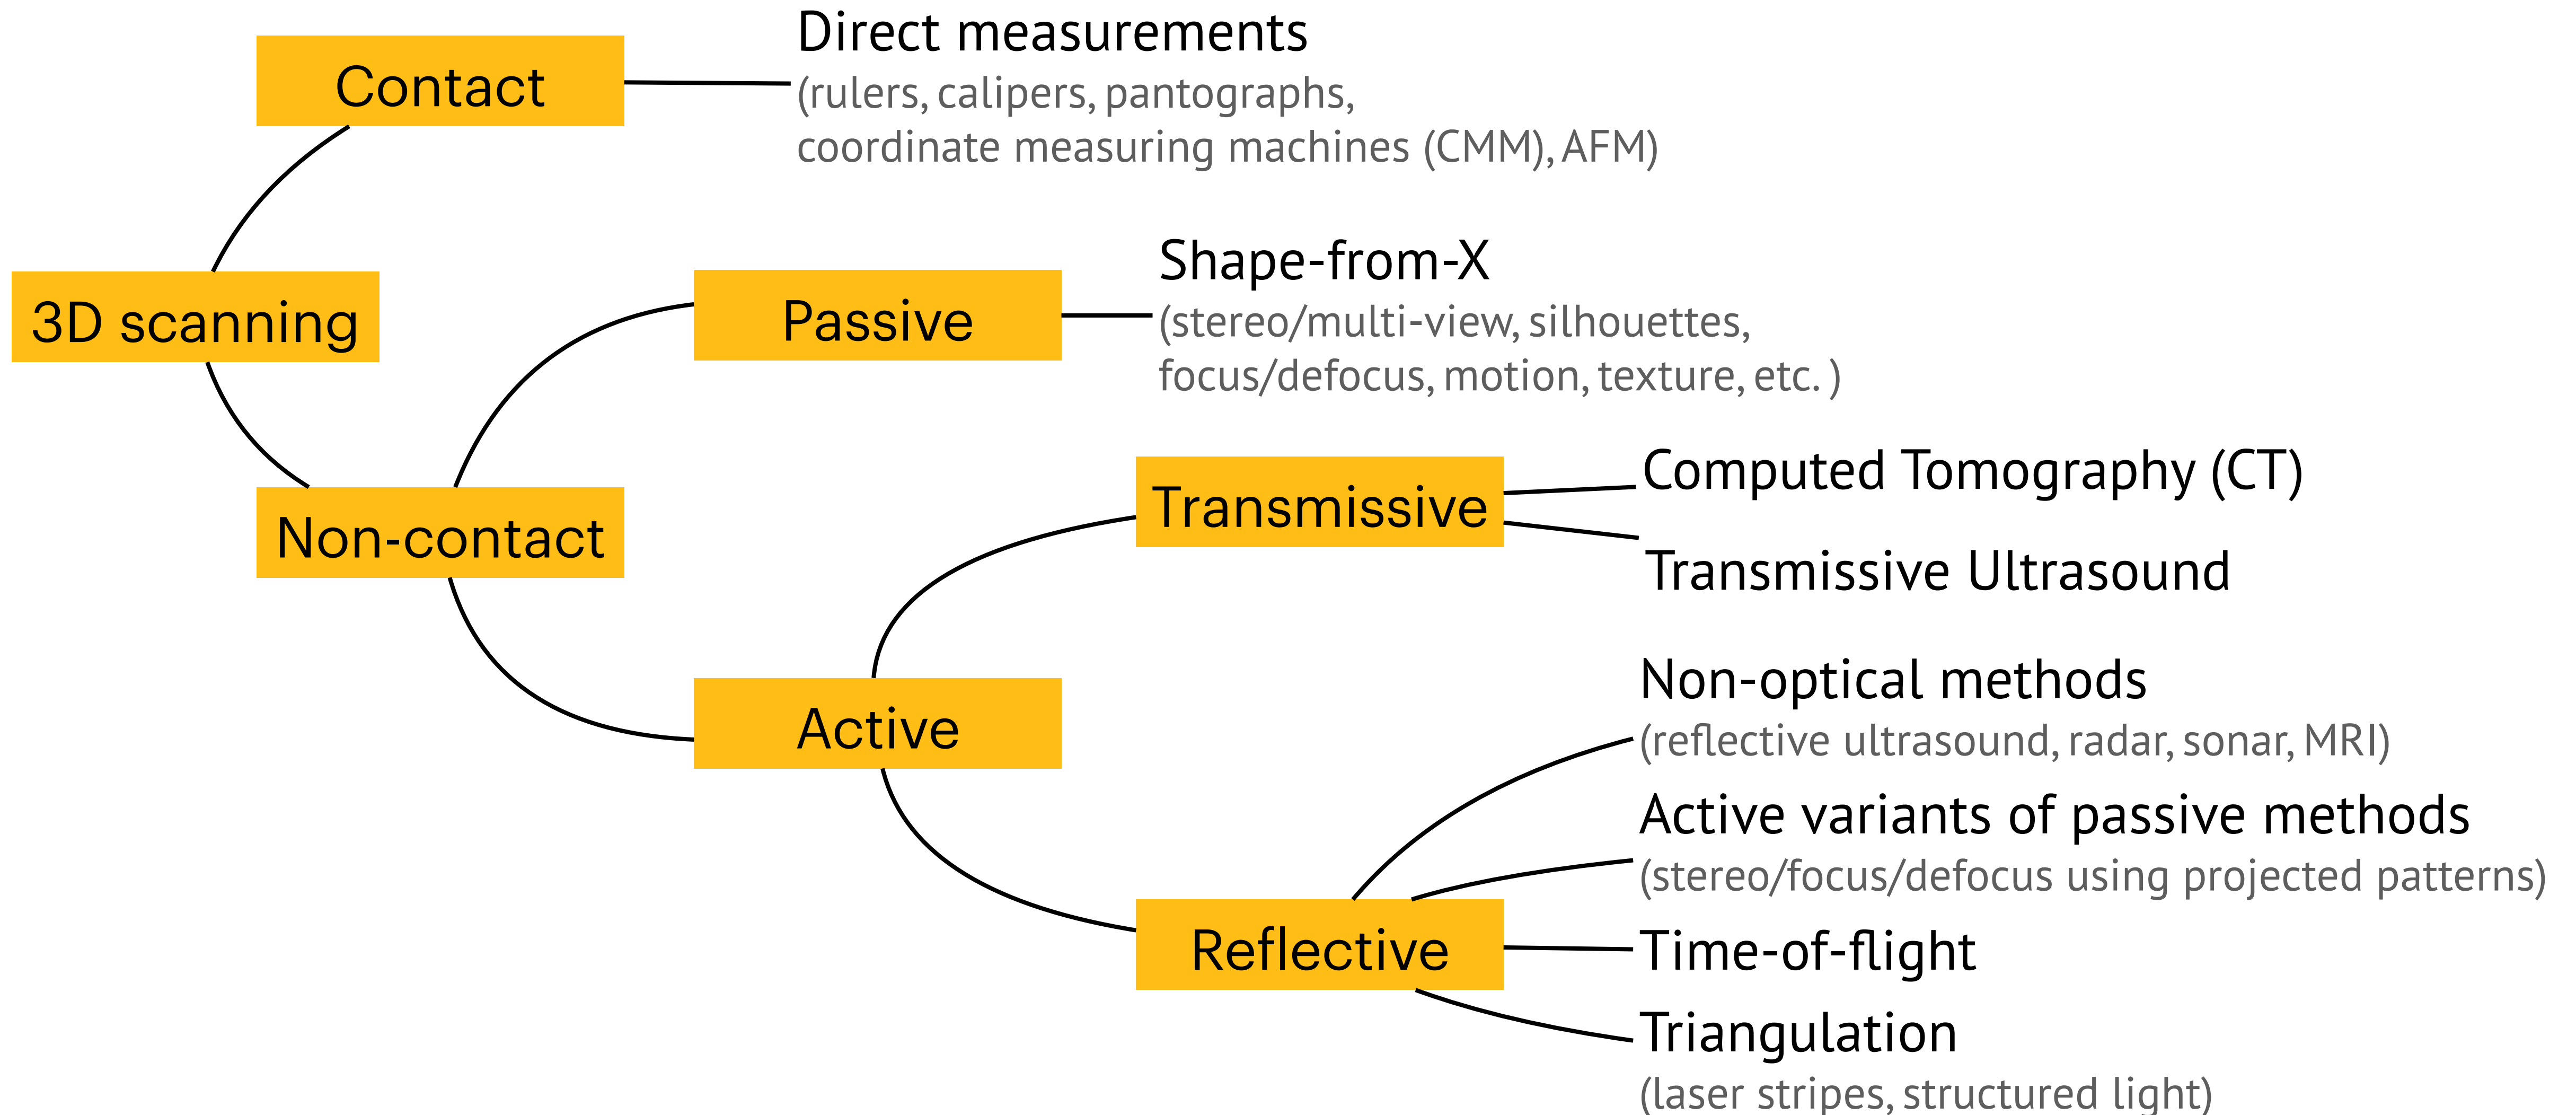 Direct measurements
Contact
(rulers, calipers, pantographs,
coordinate measuring machines (CMM), AFM)
3D scanning
Passive
Shape-from-X
(stereo/multi-view, silhouettes,
focus/defocus, motion, texture, etc. )
Non-contact
Transmissive
Computed Tomography (CT)
Transmissive Ultrasound
Active
Non-optical methods
(reflective ultrasound, radar, sonar, MRI)
Active variants of passive methods
(stereo/focus/defocus using projected patterns)
Reflective
Time-of-flight
Triangulation
(laser stripes, structured light)